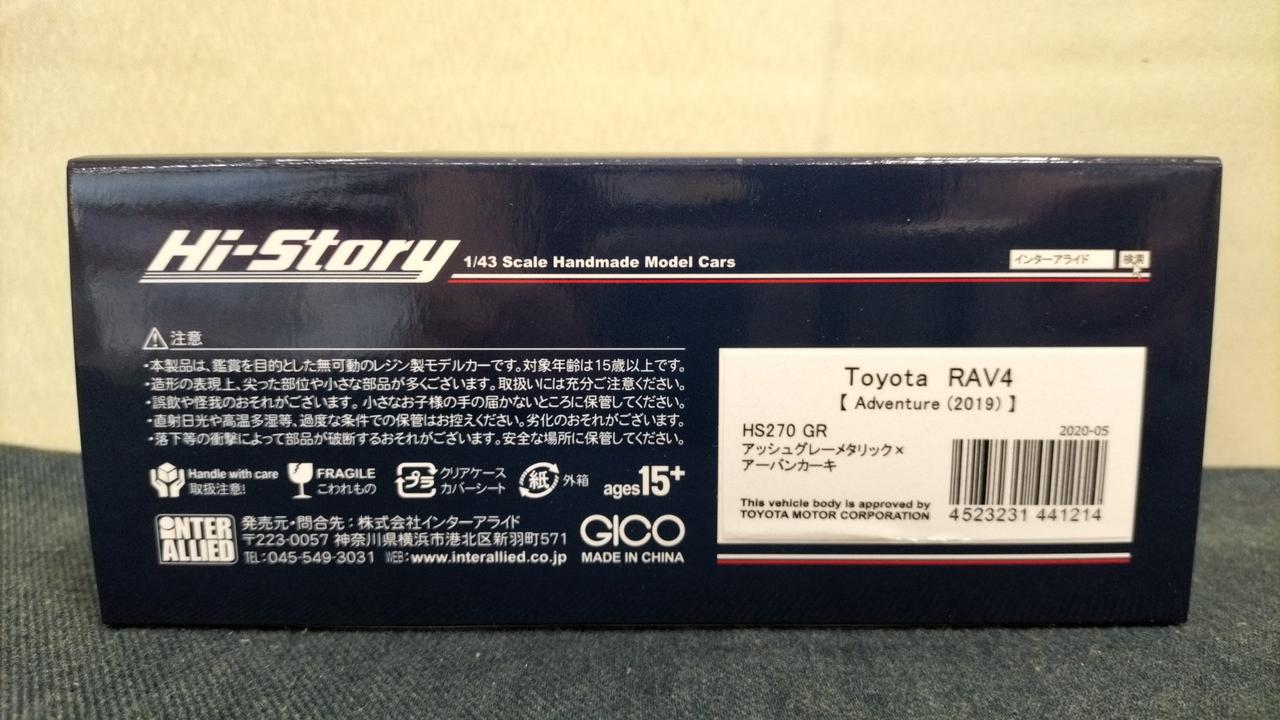 Hi-Story 1/43 Scale Handmade Model Cars
インターアライド 検索
注意
・本製品は、鑑賞を目的とした無可動のレジン製モデルカーです。対象年齢は15歳以上です。
・造形の表現上、尖った部位や小さな部品が多くございます。取扱いには充分ご注意ください。
・誤飲や怪我のおそれがございます。小さなお子様の手の届かないところに保管してください。
・直射日光や高温多湿等、過度な条件での保管はお控えください。劣化のおそれがございます。
・落下等の衝撃によって部品が破断するおそれがございます。安全な場所に保管してください。
Handle with care
取扱注意!
FRAGILE
こわれもの
プラ
クリアケース
カバーシート
紙
外箱
ages15+
INTER
ALLIED
発売元・問合先：株式会社インターアライド
〒223-0057 神奈川県横浜市港北区新羽町571
TEL:045-549-3031 WEB:www.interallied.co.jp
GICO
MADE IN CHINA
Toyota RAV4
【 Adventure (2019) 】
HS270 GR
2020-05
アッシュグレーメタリック×
アーバンカーキ
This vehicle body is approved by
TOYOTA MOTOR CORPORATION
4523231 441214